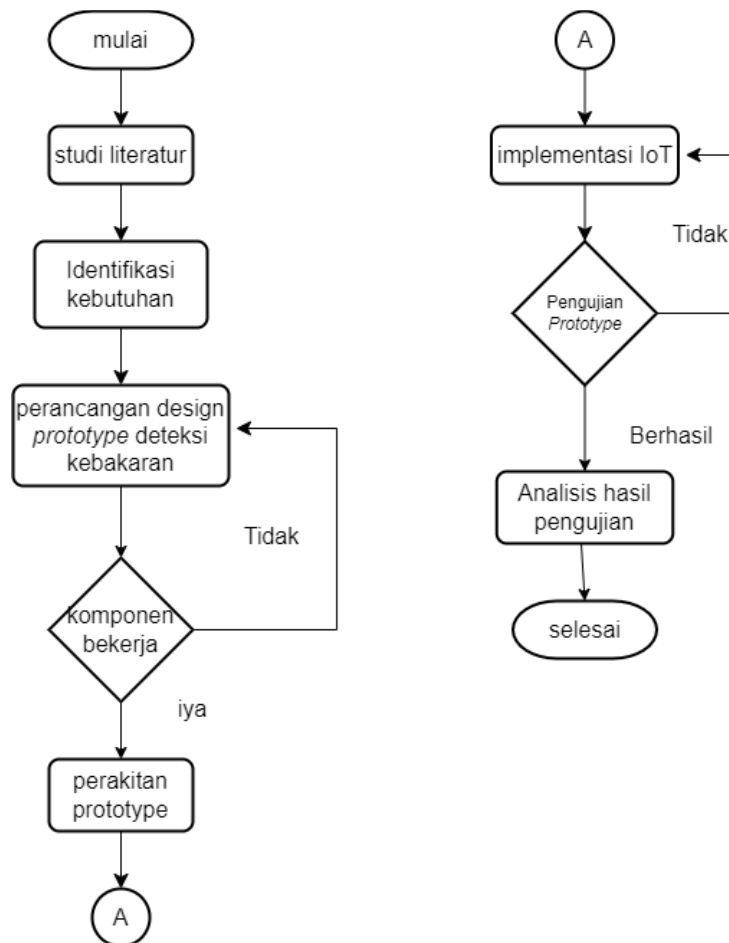 mulai
studi literatur
Identifikasi
kebutuhan
perancangan design
prototype deteksi
kebakaran
Tidak
komponen
bekerja
iya
perakitan
prototype
A
A
implementasi IoT
Tidak
Pengujian
Prototype
Berhasil
Analisis hasil
pengujian
selesai